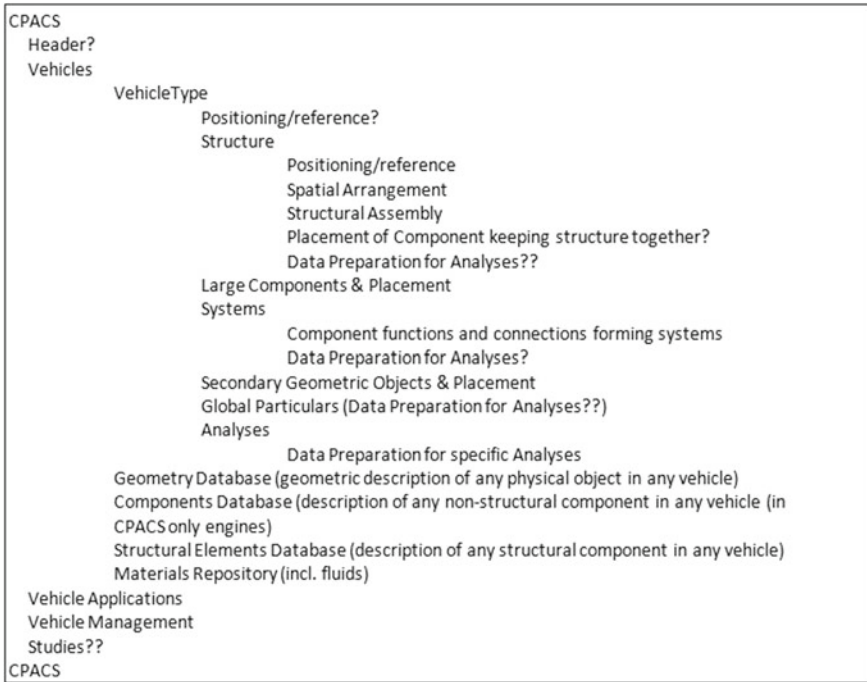 CPACS
Header?
Vehicles
VehicleType
Positioning/reference?
Structure
Positioning/reference
Spatial Arrangement
Structural Assembly
Placement of Component keeping structure together?
Data Preparation for Analyses??
Large Components & Placement
Systems
Component functions and connections forming systems
Data Preparation for Analyses?
Secondary Geometric Objects & Placement
Global Particulars (Data Preparation for Analyses??)
Analyses
Data Preparation for specific Analyses
Geometry Database (geometric description of any physical object in any vehicle)
Components Database (description of any non-structural component in any vehicle (in
CPACS only engines)
Structural Elements Database (description of any structural component in any vehicle)
Materials Repository (incl. fluids)
Vehicle Applications
Vehicle Management
Studies??
CPACS